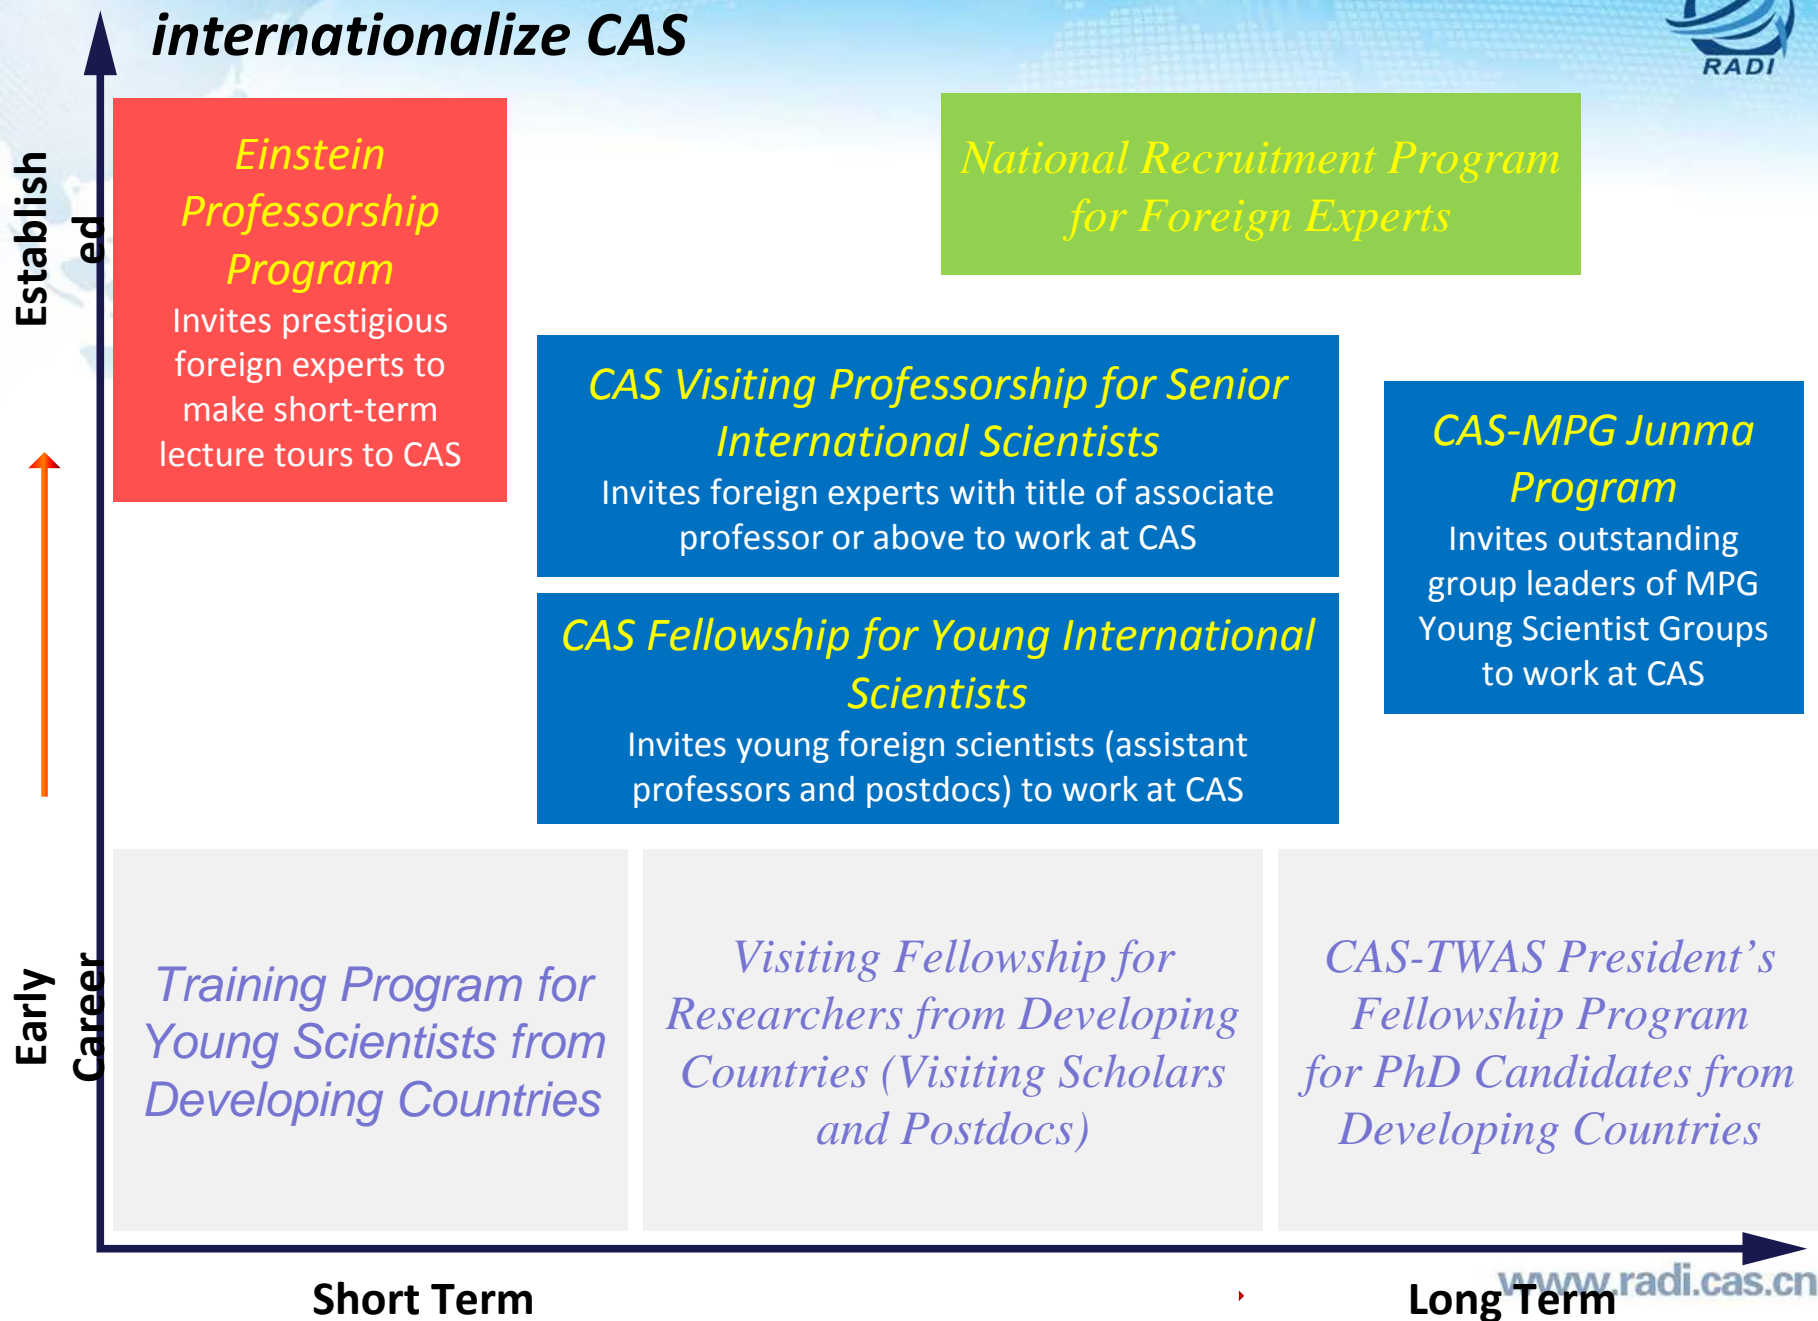 internationalize CAS
RADI
Establish
ed
Einstein
Professorship
Program
Invites prestigious
foreign experts to
make short-term
lecture tours to CAS
National Recruitment Program
for Foreign Experts
CAS Visiting Professorship for Senior
International Scientists
Invites foreign experts with title of associate
professor or above to work at CAS
CAS-MPG Junma
Program
Invites outstanding
group leaders of MPG
Young Scientist Groups
to work at CAS
CAS Fellowship for Young International
Scientists
Invites young foreign scientists (assistant
professors and postdocs) to work at CAS
Early
Career
Training Program for
Young Scientists from
Developing Countries
Visiting Fellowship for
Researchers from Developing
Countries (Visiting Scholars
and Postdocs)
CAS-TWAS President’s
Fellowship Program
for PhD Candidates from
Developing Countries
Short Term
Long Term
www.radi.cas.cn